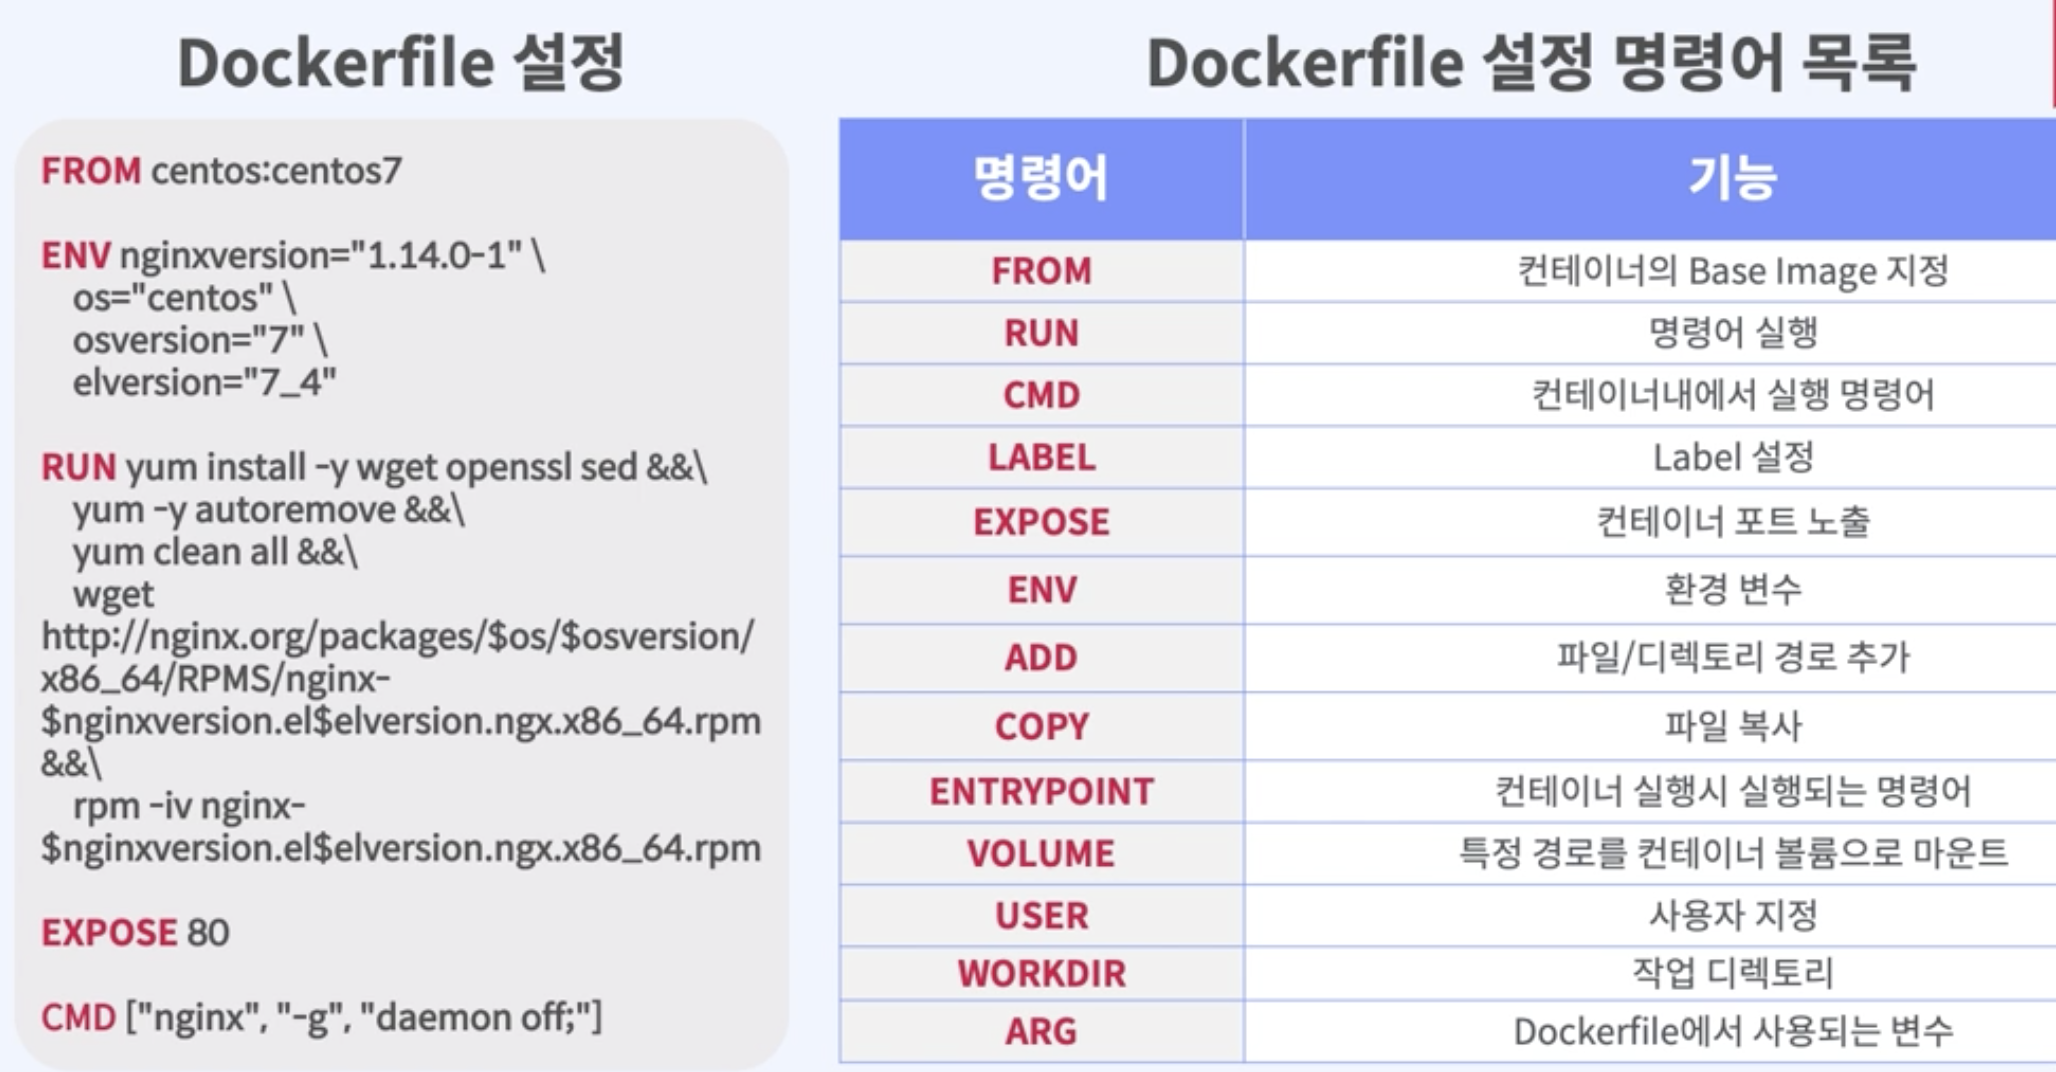 Dockerfile 설정
FROM centos:centos7
ENV nginxversion="1.14.0-1" \
os="centos" \
osversion="7" \
elversion="7_4"
RUN yum install -y wget openssl sed &&\
yum -y autoremove &&\
yum clean all &&\
wget
http://nginx.org/packages/$os/$osversion/
x86_64/RPMS/nginx-
$nginxversion.el$elversion.ngx.x86_64.rpm
&&\
rpm -iv nginx-
$nginxversion.el$elversion.ngx.x86_64.rpm
EXPOSE 80
CMD ["nginx", "-g", "daemon off;"]
Dockerfile 설정 명령어 목록
명령어 기능
FROM 컨테이너의 Base Image 지정
RUN 명령어 실행
CMD 컨테이너내에서 실행 명령어
LABEL Label 설정
EXPOSE 컨테이너 포트 노출
ENV 환경 변수
ADD 파일/디렉토리 경로 추가
COPY 파일 복사
ENTRYPOINT 컨테이너 실행시 실행되는 명령어
VOLUME 특정 경로를 컨테이너 볼륨으로 마운트
USER 사용자 지정
WORKDIR 작업 디렉토리
ARG Dockerfile에서 사용되는 변수